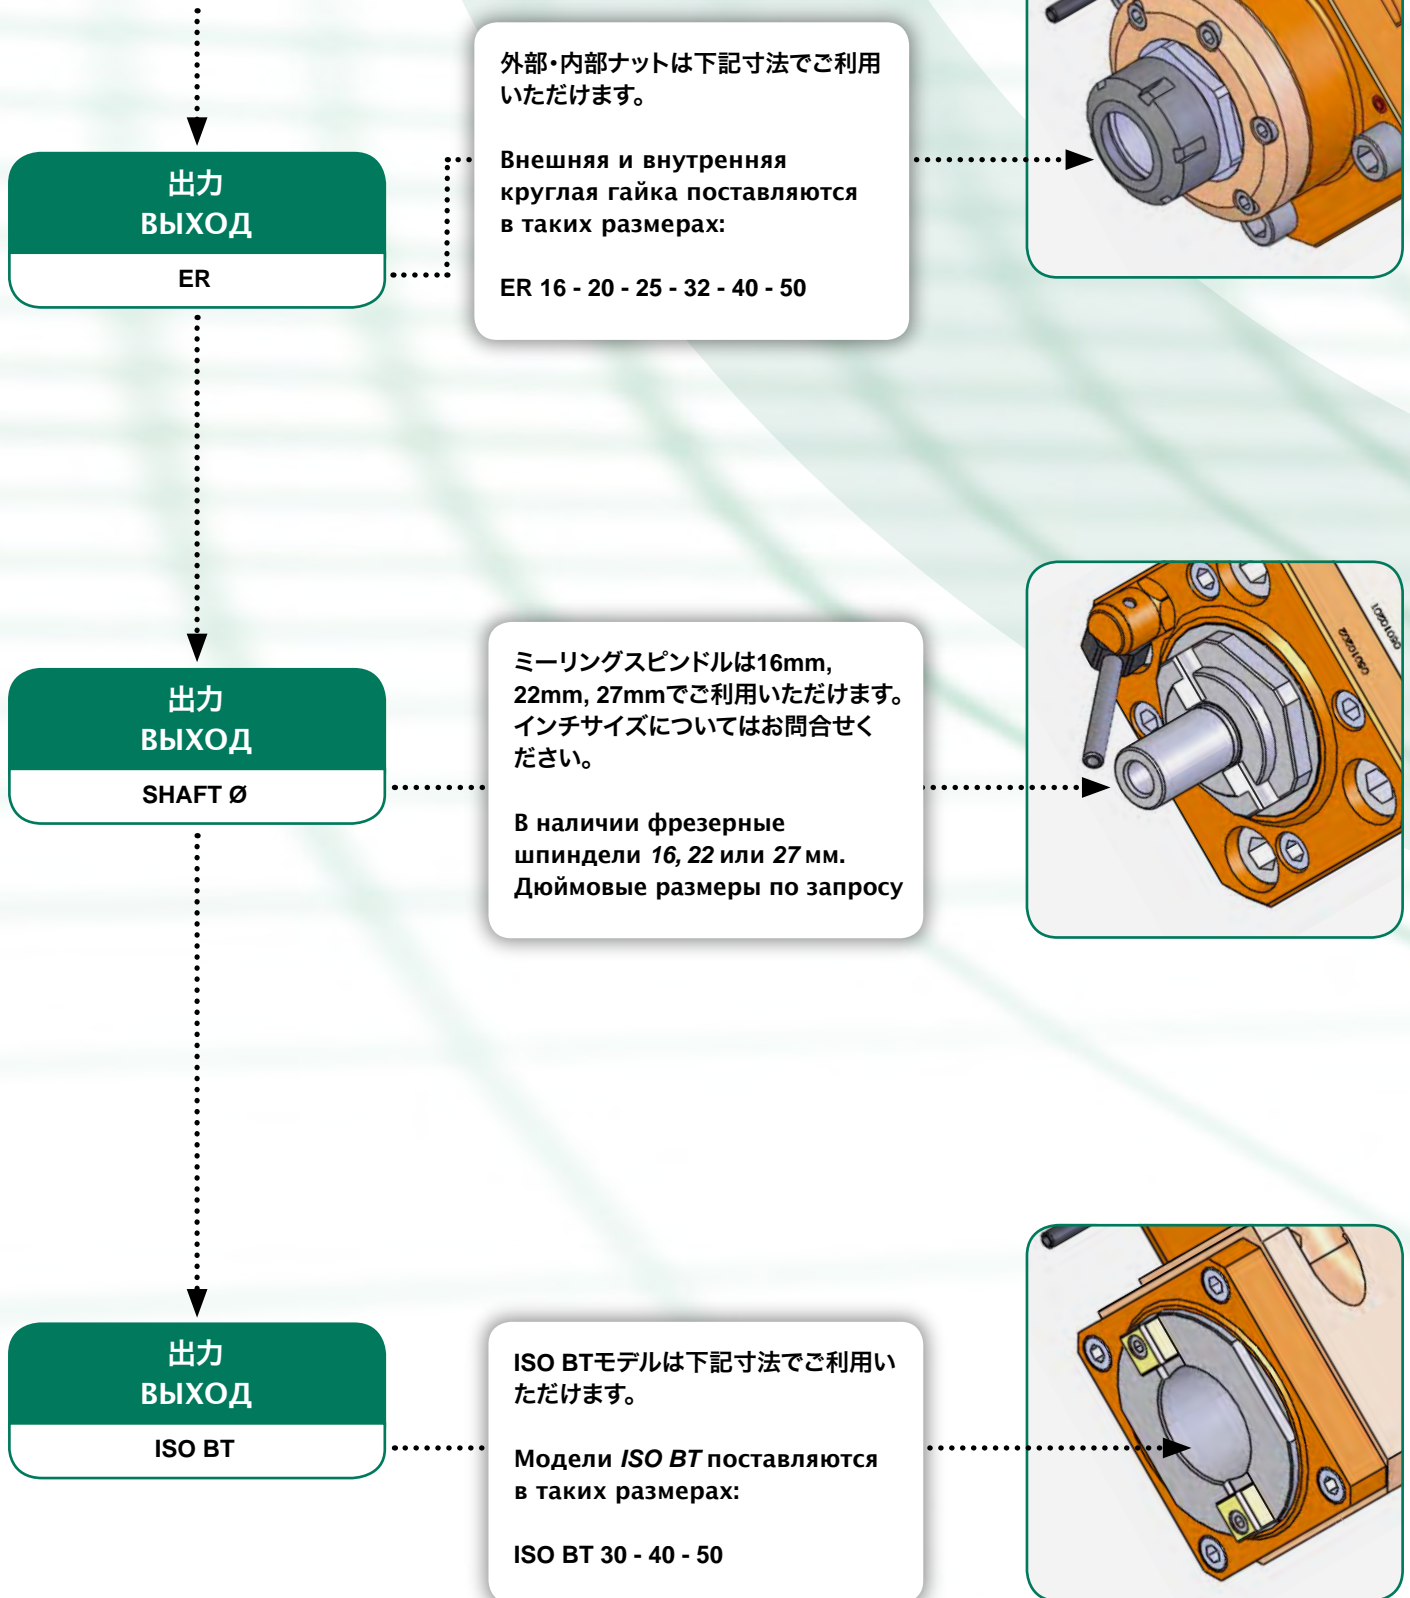 出力
ВЫХОД
ER
外部・内部ナットは下記寸法でご利用
いただけます。
Внешняя и внутренняя
круглая гайка поставляются
в таких размерах:
ER 16 - 20 - 25 - 32 - 40 - 50
出力
ВЫХОД
SHAFT Ø
ミーリングスピンドルは16mm,
22mm, 27mmでご利用いただけます。
インチサイズについてはお問合せく
ださい。
В наличии фрезерные
шпиндели 16, 22 или 27 мм.
Дюймовые размеры по запросу
出力
ВЫХОД
ISO BT
ISO BTモデルは下記寸法でご利用い
ただけます。
Модели ISO BT поставляются
в таких размерах:
ISO BT 30 - 40 - 50